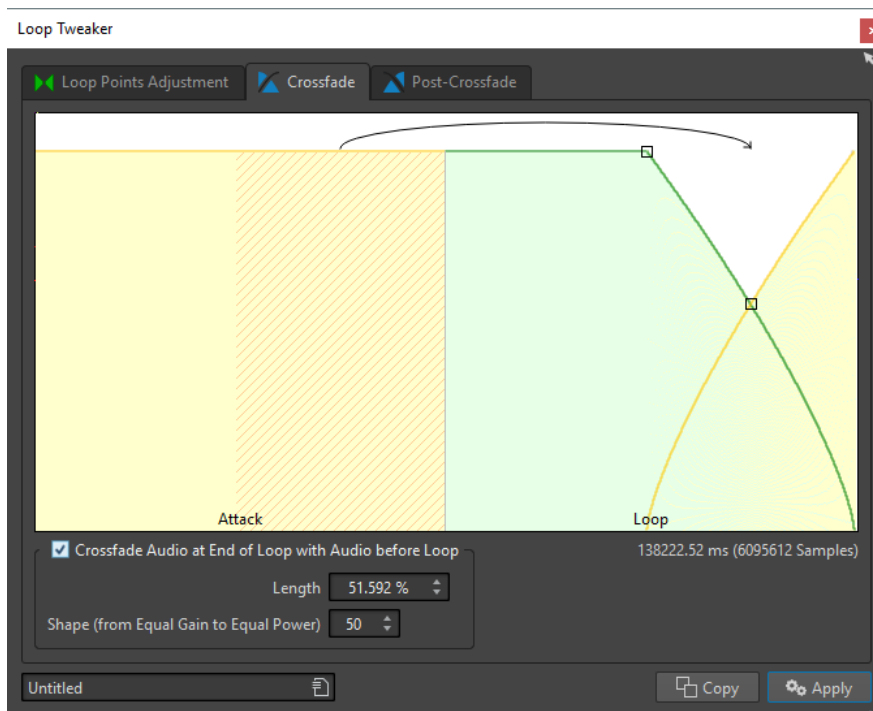 Loop Tweaker
Loop Points Adjustment Crossfade Post-Crossfade
Attack Loop
Crossfade Audio at End of Loop with Audio before Loop 138222.52 ms (6095612 Samples)
Length 51.592 %
Shape (from Equal Gain to Equal Power) 50
Untitled Copy Apply